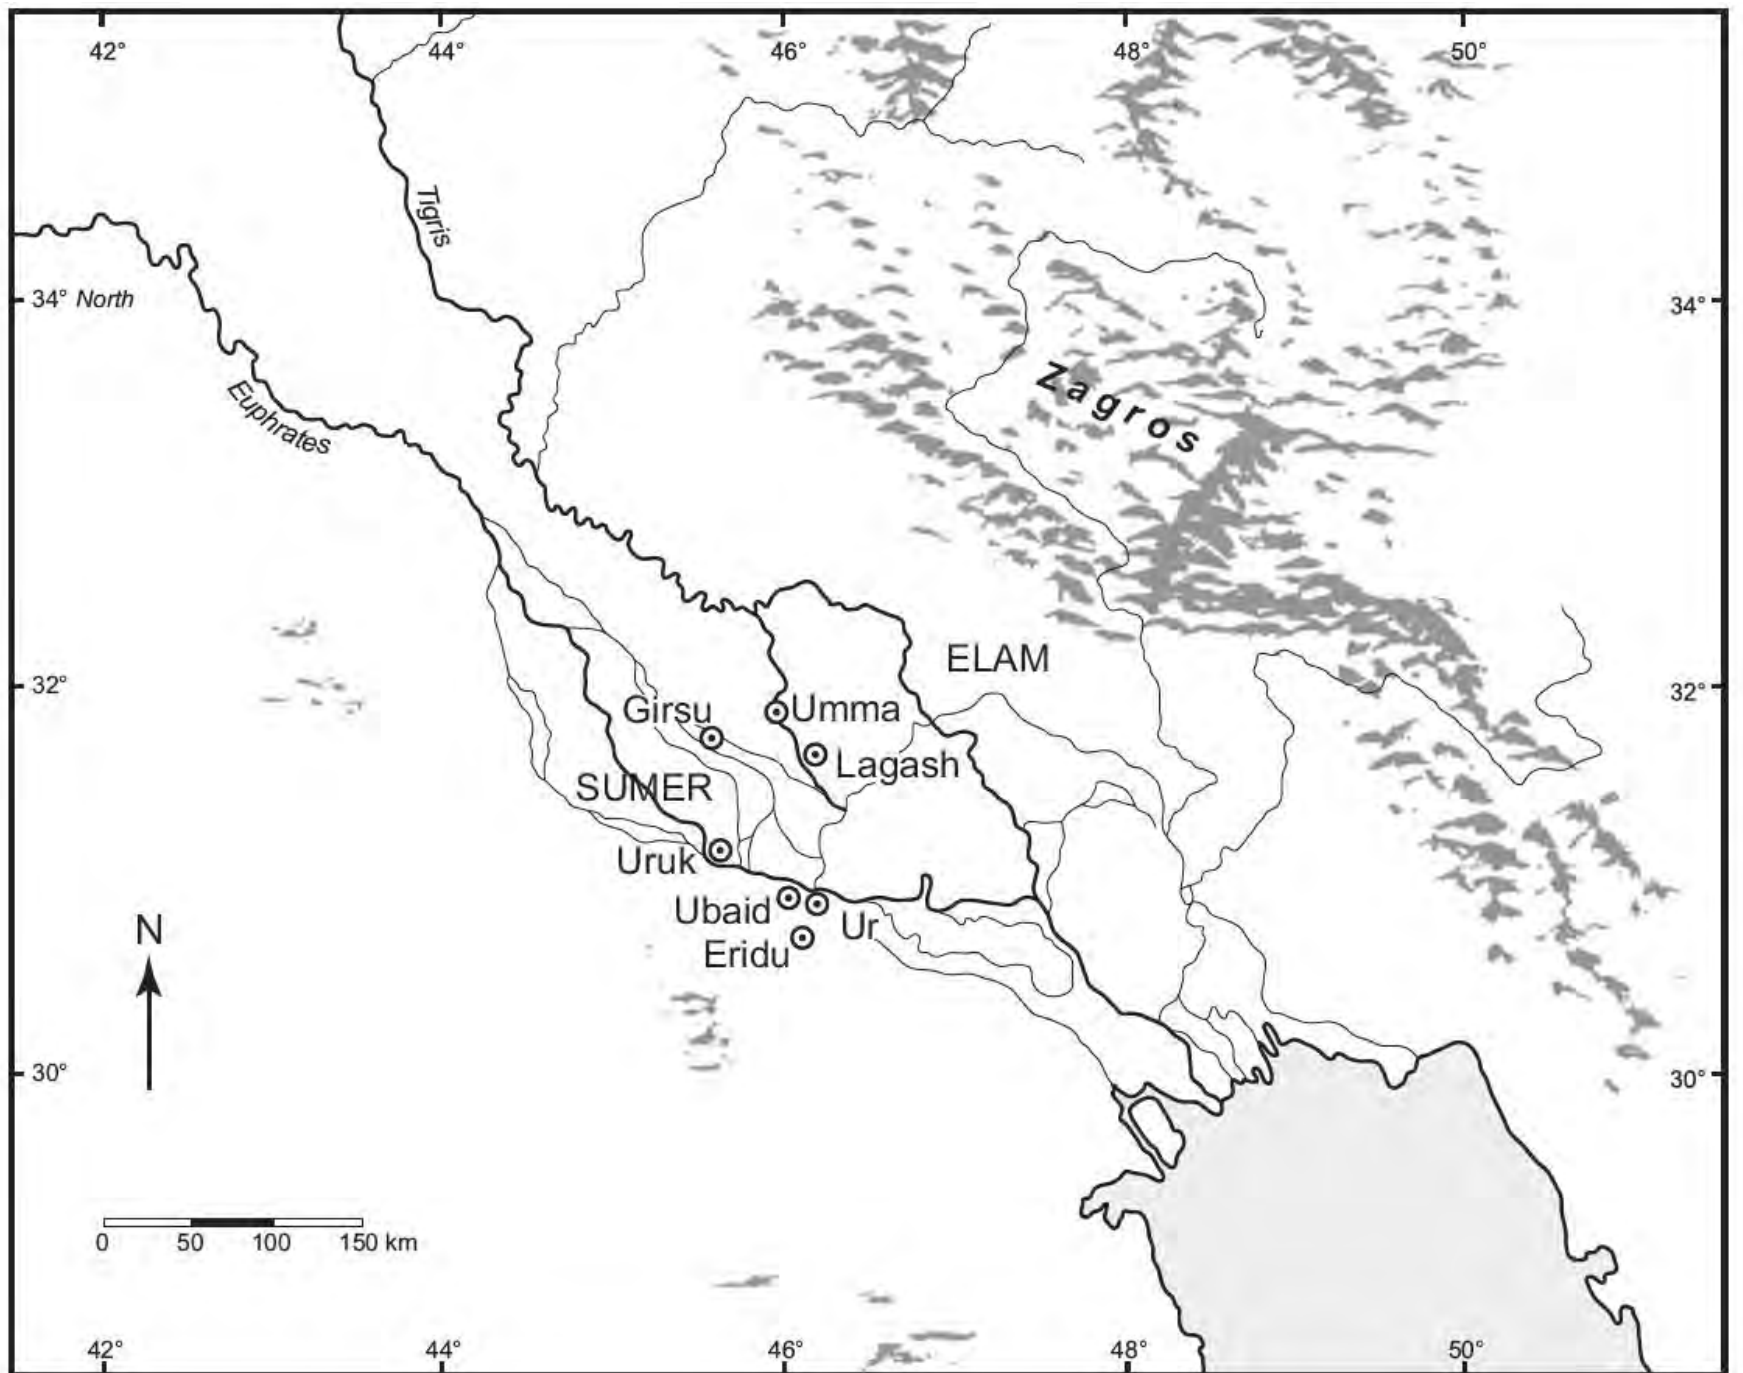 42° 44° 46° 48° 50°
Tigris
34° North 34°
Euphrates
Zagros
ELAM
32° 32°
Girsu Umma
Lagash
SUMER
Uruk
Ubaid Ur
Eridu
N
30° 30°
0 50 100 150 km
42° 44° 46° 48° 50°